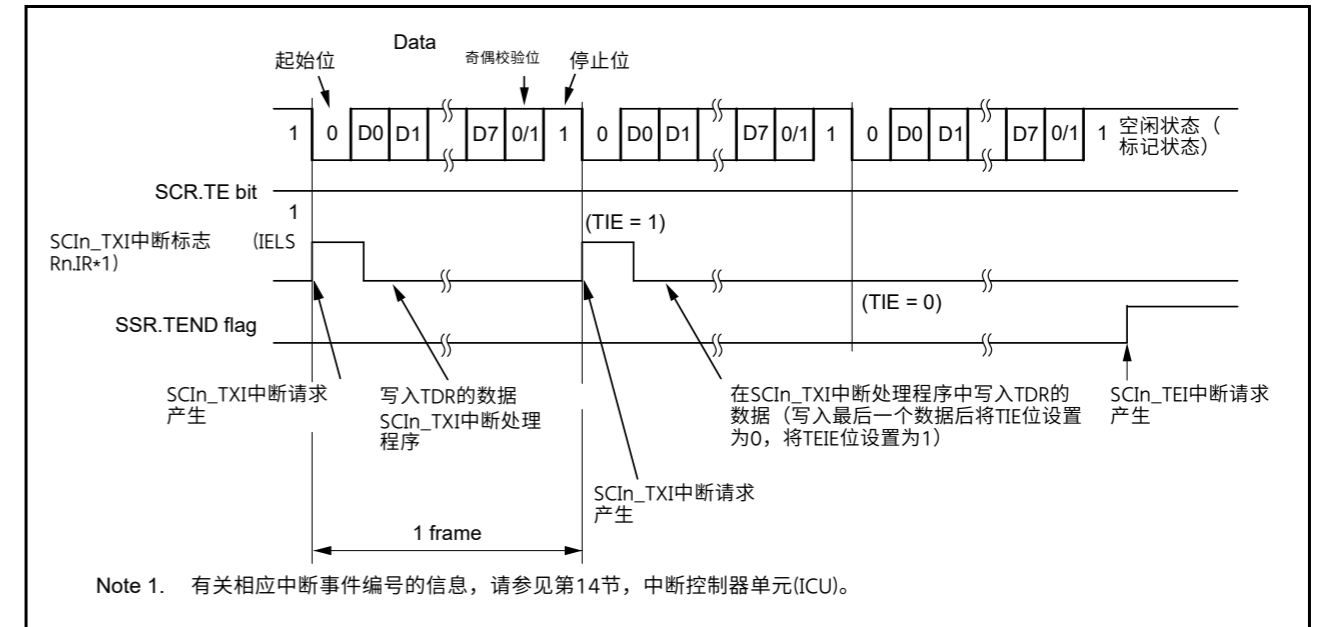 Data
起始位
奇偶校验位
停止位
1 0 D0 D1 D7 0/1 1 0 D0 D1 D7 0/1 1 0 D0 D1 D7 0/1 1 空闲状态（
标记状态）
SCR.TE bit
1
(TIE = 1)
SCIn_TXI中断标志 (IELS
Rn.IR*1)
(TIE = 0)
SSR.TEND flag
SCIn_TXI中断请求
产生
写入TDR的数据
SCIn_TXI中断处理
程序
在SCIn_TXI中断处理程序中写入TDR的
数据（写入最后一个数据后将TIE位设置
为0，将TEIE位设置为1）
SCIn_TEI中断请求
产生
SCIn_TXI中断请求
产生
1 frame
Note 1. 有关相应中断事件编号的信息，请参见第14节，中断控制器单元(ICU)。